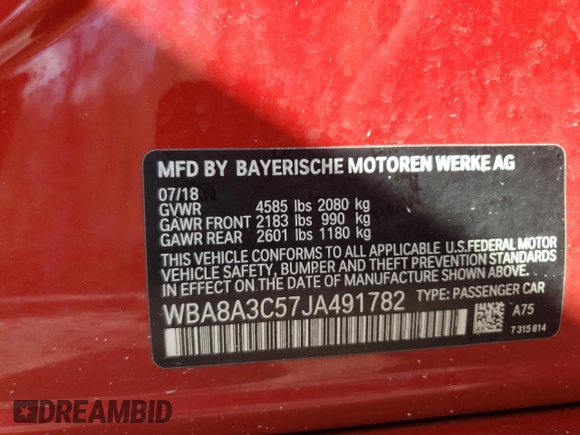 MFD BY BAYERISCHE MOTOREN WERKE AG
07/18
GVWR 4585 lbs 2080 kg
GAWR FRONT 2183 lbs 990 kg
GAWR REAR 2601 lbs 1180 kg
THIS VEHICLE CONFORMS TO ALL APPLICABLE U.S.FEDERAL MOTOR
VEHICLE SAFETY, BUMPER AND THEFT PREVENTION STANDARDS
IN EFFECT ON THE DATE OF MANUFACTURE SHOWN ABOVE.
WBA8A3C57JA491782 TYPE: PASSENGER CAR
A75
7 315 814
DREAMBID